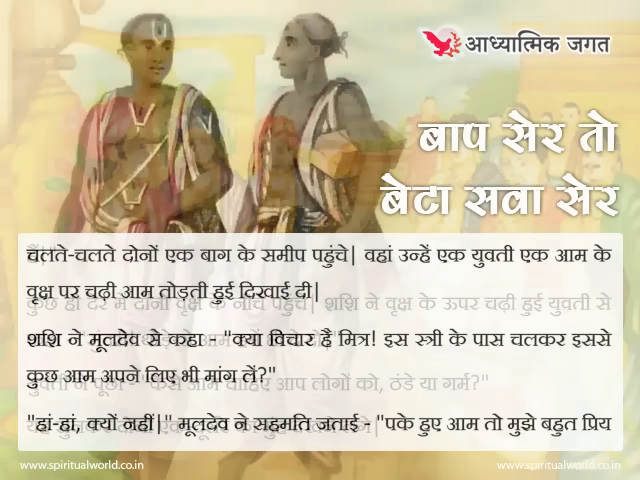 आध्यात्मिक जगत
बाप सेर तो
बेटा सवा सेर
चलते-चलते दोनों एक बाग के समीप पहुंचे| वहां उन्हें एक युवती एक आम के
वृक्ष पर चढ़ी आम तोड़ती हुई दिखाई दी|
शशि ने मूलदेव से कहा - "क्या विचार है मित्र! इस स्त्री के पास चलकर इससे
कुछ आम अपने लिए भी मांग लें?"
"हां-हां, क्यों नहीं|" मूलदेव ने सहमति जताई - "पके हुए आम तो मुझे बहुत प्रिय
www.spiritualworld.co.in
www.spiritualworld.co.in